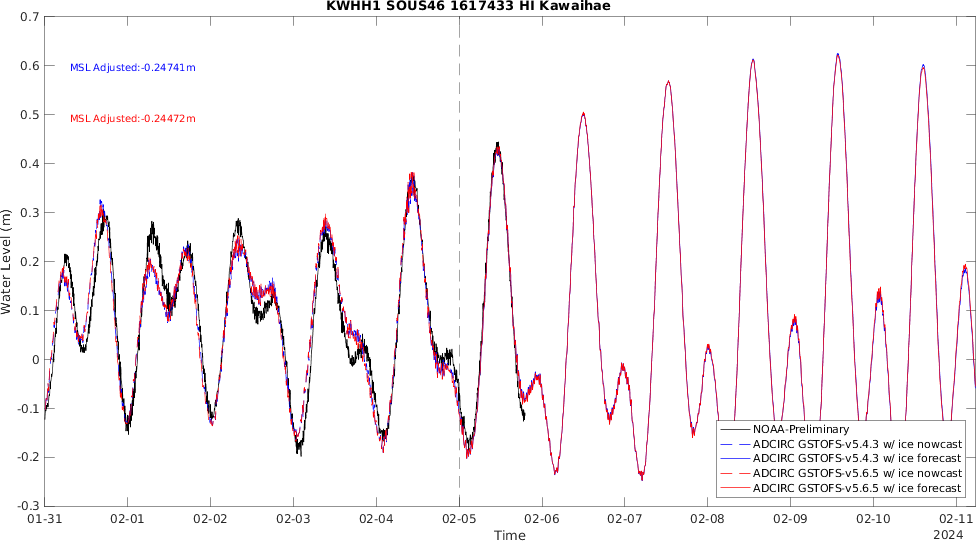 KWHH1 SOUS46 1617433 HI Kawaihae
0.7
0.6
0.5
0.4
0.3
0.2
0.1
0
-0.1
-0.2
-0.3
Water Level (m)
MSL Adjusted:-0.24741m
MSL Adjusted:-0.24472m
NOAA-Preliminary
ADCIRC GSTOFS-v5.4.3 w/ ice nowcast
ADCIRC GSTOFS-v5.4.3 w/ ice forecast
ADCIRC GSTOFS-v5.6.5 w/ ice nowcast
ADCIRC GSTOFS-v5.6.5 w/ ice forecast
01-31 02-01 02-02 02-03 02-04 02-05 02-06 02-07 02-08 02-09 02-10 02-11
Time
2024